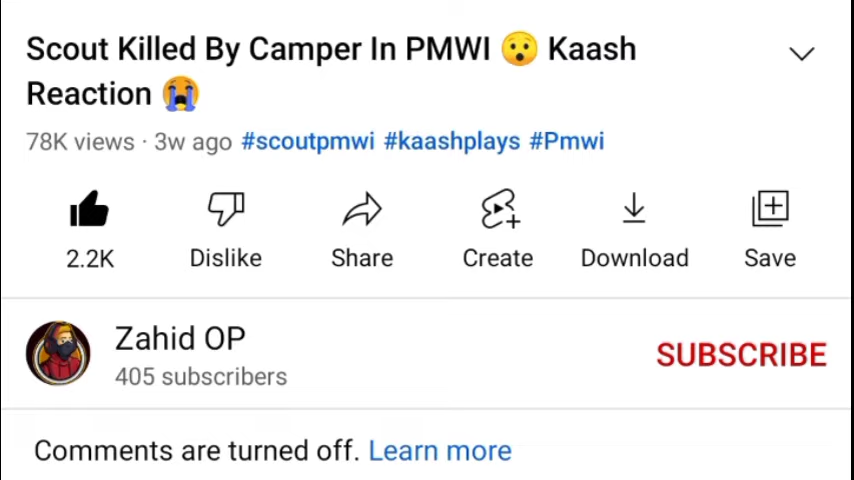 Scout Killed By Camper In PMWI 😯 Kaash
Reaction 😭
78K views · 3w ago #scoutpmwi #kaashplays #Pmwi
2.2K Dislike Share Create Download Save
Zahid OP
405 subscribers
SUBSCRIBE
Comments are turned off. Learn more